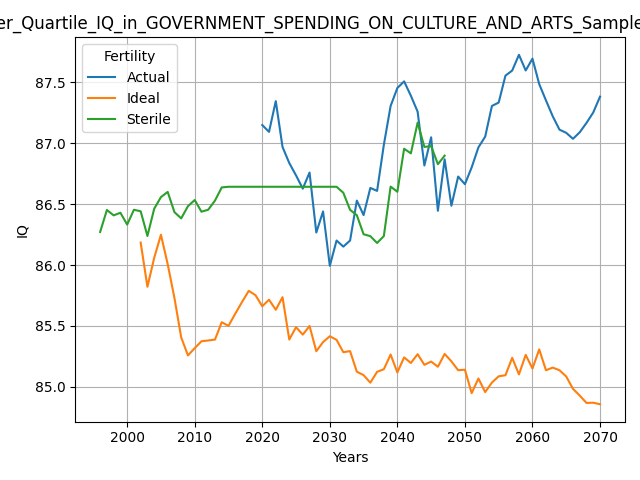 er_Quartile_IQ_in_GOVERNMENT_SPENDING_ON_CULTURE_AND_ARTS_Sample
Fertility
Actual
Ideal
Sterile
87.5
87.0
86.5
86.0
85.5
85.0
IQ
2000 2010 2020 2030 2040 2050 2060 2070
Years